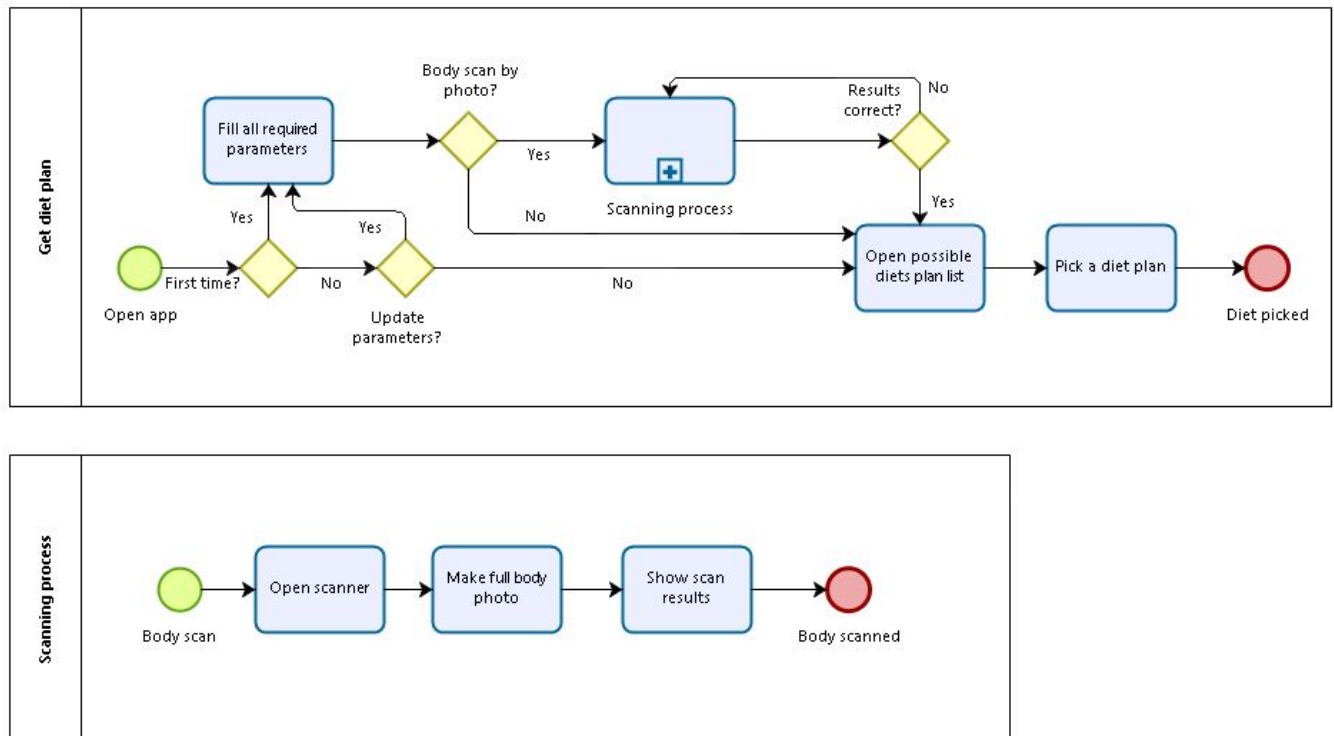 Get diet plan
Body scan by
photo?
Results
correct?
No
Fill all required
parameters
Yes
Scanning process
Yes
Yes
No
Yes
Open possible
diets plan list
Pick a diet plan
First time?
No
No
Open app
Update
parameters?
Diet picked
Scanning process
Open scanner
Make full body
photo
Show scan
results
Body scan
Body scanned